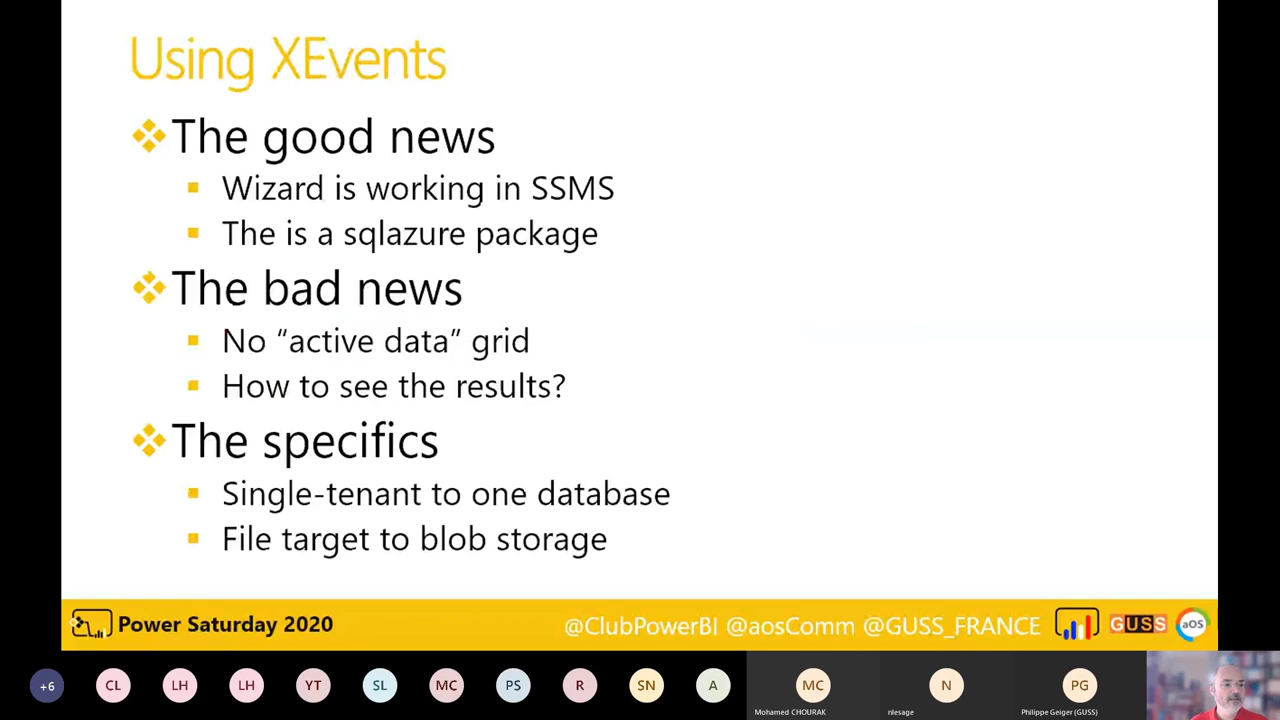 Using XEvents
The good news
Wizard is working in SSMS
The is a sqlazure package
The bad news
No “active data” grid
How to see the results?
The specifics
Single-tenant to one database
File target to blob storage
Power Saturday 2020
@ClubPowerBI @aosComm @GUSS_FRANCE
GUSS
aOS
+6 CL LH LH YT SL MC PS R SN A MC N PG
Mohamed CHOURAK nlesage Philippe Geiger (GUSS)